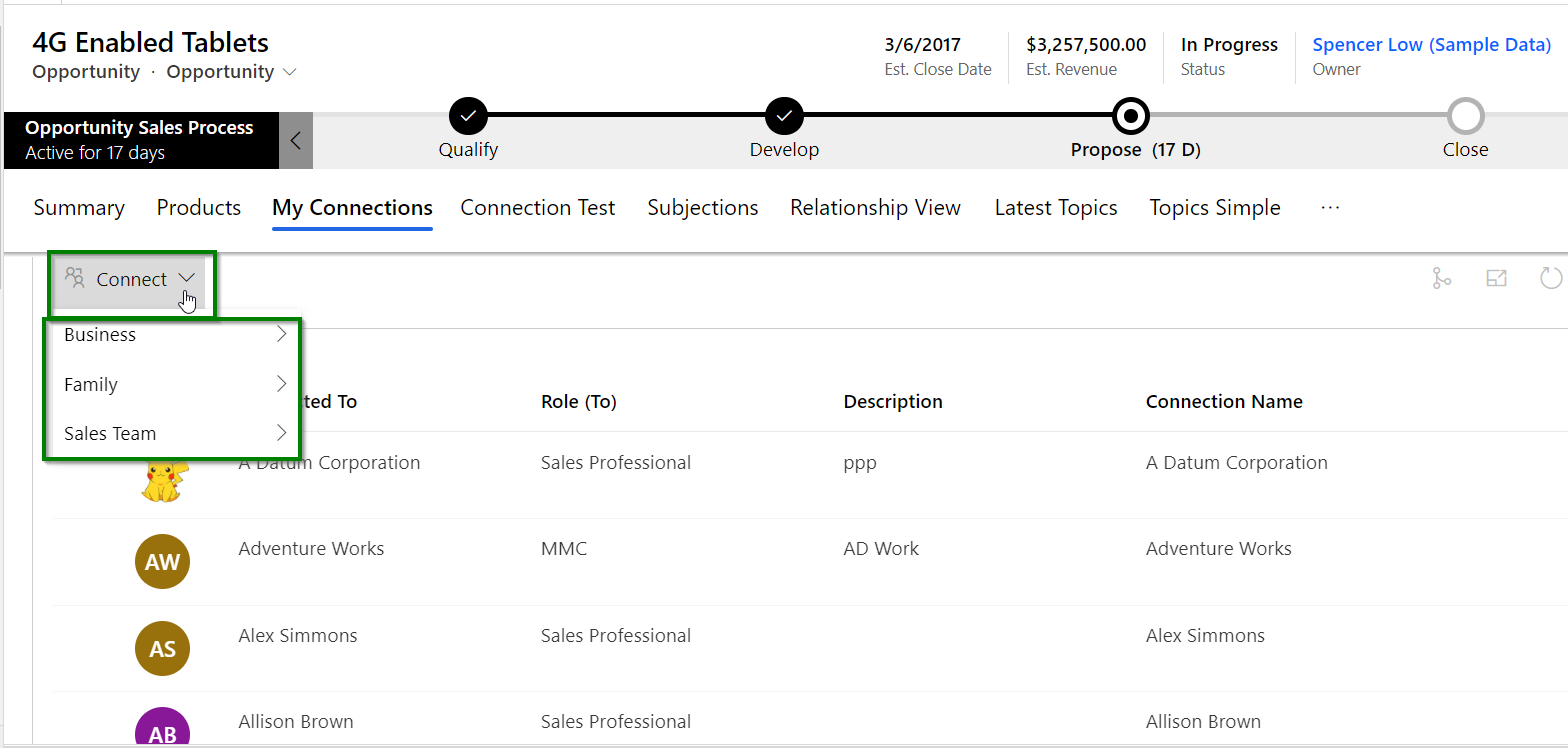 4G Enabled Tablets
Opportunity · Opportunity
3/6/2017 $3,257,500.00 In Progress Spencer Low (Sample Data)
Est. Close Date Est. Revenue Status Owner
Opportunity Sales Process
Active for 17 days
Qualify Develop Propose (17 D) Close
Summary Products My Connections Connection Test Subjections Relationship View Latest Topics Topics Simple ...
Connect
Business
Family
Sales Team
ted To Role (To) Description Connection Name
A Datum Corporation Sales Professional ppp A Datum Corporation
AW Adventure Works MMC AD Work Adventure Works
AS Alex Simmons Sales Professional Alex Simmons
AB Allison Brown Sales Professional Allison Brown